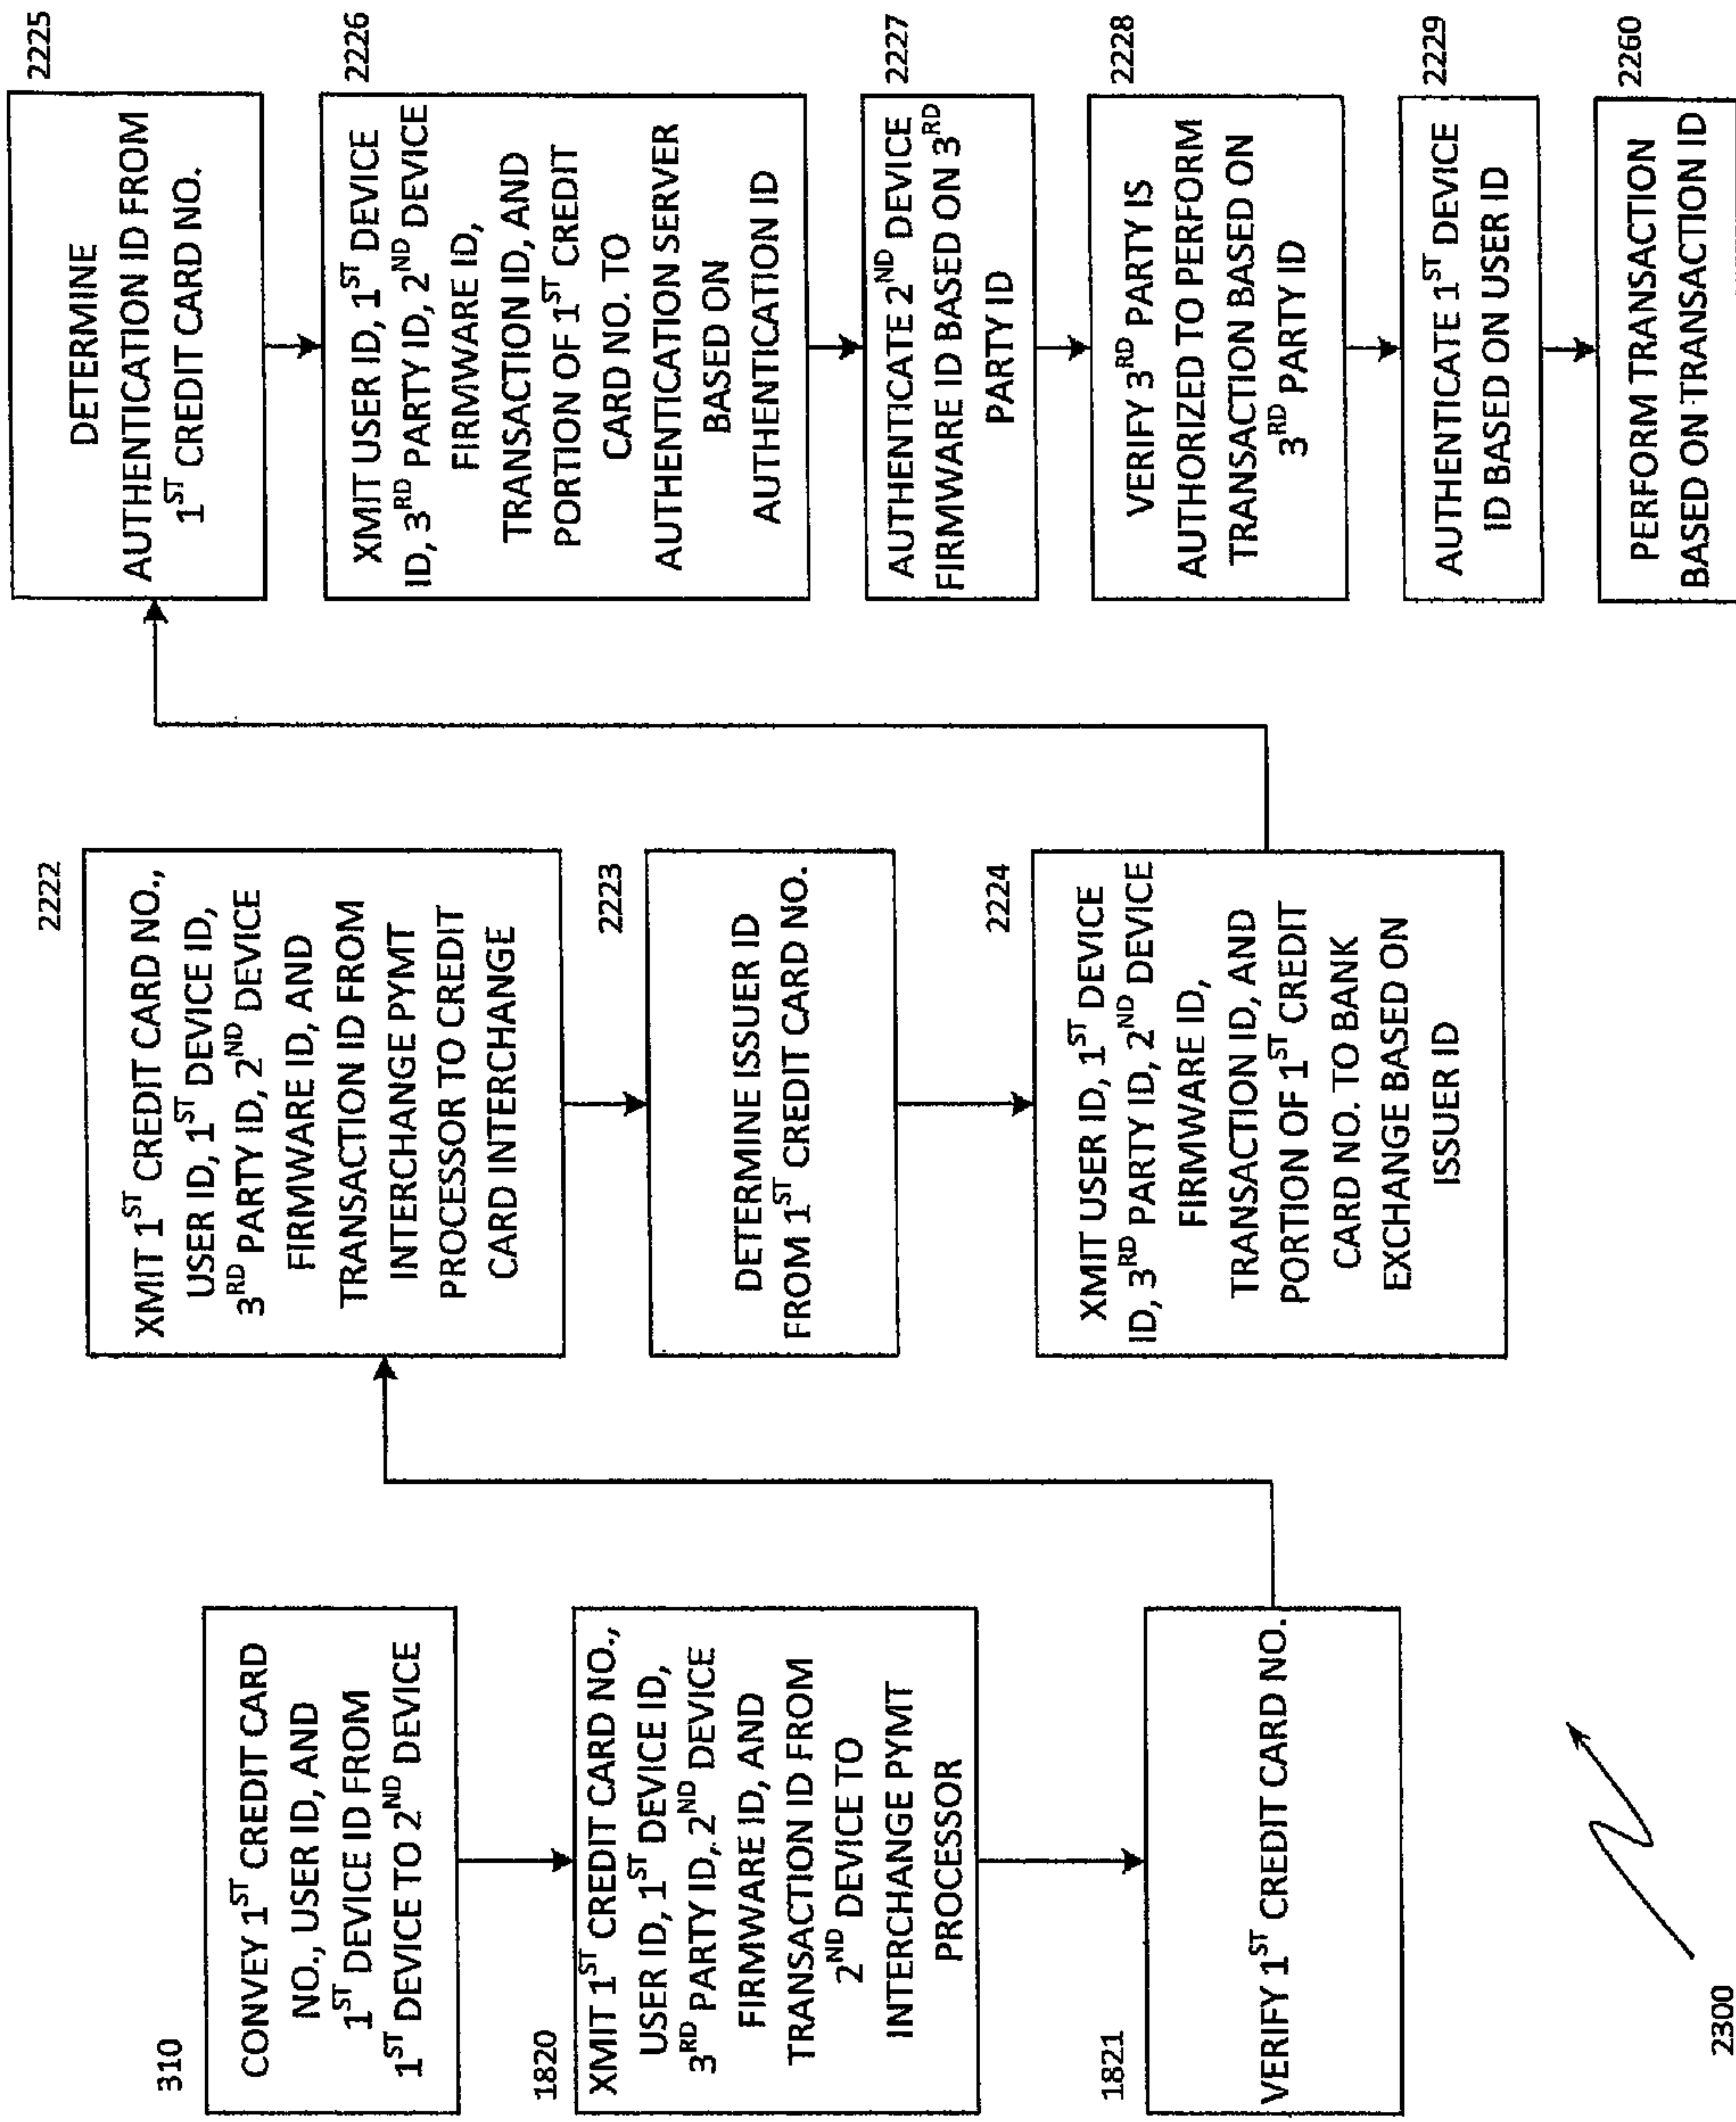 310
CONVEY 1ST CREDIT CARD
NO., USER ID, AND
1ST DEVICE ID FROM
1ST DEVICE TO 2ND DEVICE
1820
XMIT 1ST CREDIT CARD NO.,
USER ID, 1ST DEVICE ID,
3RD PARTY ID, 2ND DEVICE
FIRMWARE ID, AND
TRANSACTION ID FROM
2ND DEVICE TO
INTERCHANGE PYMT
PROCESSOR
1821
VERIFY 1ST CREDIT CARD NO.
2222
XMIT 1ST CREDIT CARD NO.,
USER ID, 1ST DEVICE ID,
3RD PARTY ID, 2ND DEVICE
FIRMWARE ID, AND
TRANSACTION ID FROM
INTERCHANGE PYMT
PROCESSOR TO CREDIT
CARD INTERCHANGE
2223
DETERMINE ISSUER ID
FROM 1ST CREDIT CARD NO.
2224
XMIT USER ID, 1ST DEVICE
ID, 3RD PARTY ID, 2ND DEVICE
FIRMWARE ID,
TRANSACTION ID, AND
PORTION OF 1ST CREDIT
CARD NO. TO BANK
EXCHANGE BASED ON
ISSUER ID
2225
DETERMINE
AUTHENTICATION ID FROM
1ST CREDIT CARD NO.
2226
XMIT USER ID, 1ST DEVICE
ID, 3RD PARTY ID, 2ND DEVICE
FIRMWARE ID,
TRANSACTION ID, AND
PORTION OF 1ST CREDIT
CARD NO. TO
AUTHENTICATION SERVER
BASED ON
AUTHENTICATION ID
2227
AUTHENTICATE 2ND DEVICE
FIRMWARE ID BASED ON 3RD
PARTY ID
2228
VERIFY 3RD PARTY IS
AUTHORIZED TO PERFORM
TRANSACTION BASED ON
3RD PARTY ID
2229
AUTHENTICATE 1ST DEVICE
ID BASED ON USER ID
2260
PERFORM TRANSACTION
BASED ON TRANSACTION ID
2300